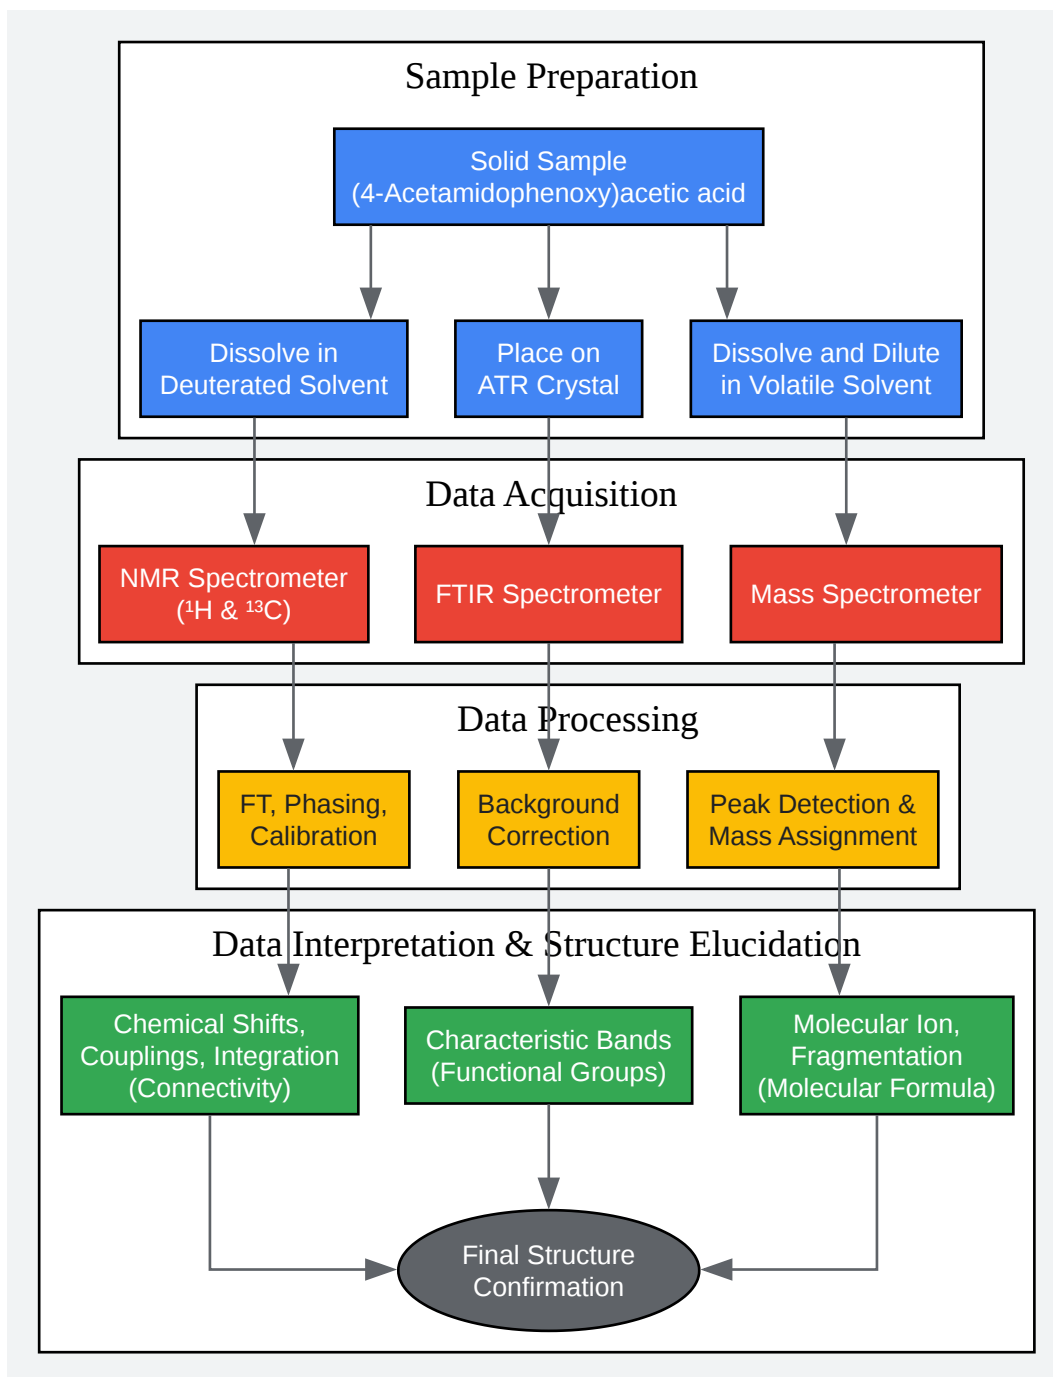 Sample Preparation
Solid Sample
(4-Acetamidophenoxy)acetic acid
Dissolve in
Deuterated Solvent
Place on
ATR Crystal
Dissolve and Dilute
in Volatile Solvent
Data Acquisition
NMR Spectrometer
(¹H & ¹³C)
FTIR Spectrometer
Mass Spectrometer
Data Processing
FT, Phasing,
Calibration
Background
Correction
Peak Detection &
Mass Assignment
Data Interpretation & Structure Elucidation
Chemical Shifts,
Couplings, Integration
(Connectivity)
Characteristic Bands
(Functional Groups)
Molecular Ion,
Fragmentation
(Molecular Formula)
Final Structure
Confirmation